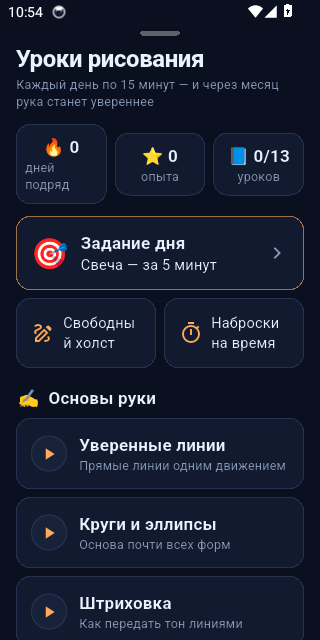 10:54
Уроки рисования
Каждый день по 15 минут — и через месяц
рука станет увереннее
🔥 0
дней
подряд
⭐ 0
опыта
📘 0/13
уроков
Задание дня
Свеча — за 5 минут
Свободны
й холст
Наброски
на время
✍️ Основы руки
Уверенные линии
Прямые линии одним движением
Круги и эллипсы
Основа почти всех форм
Штриховка
Как передать тон линиями